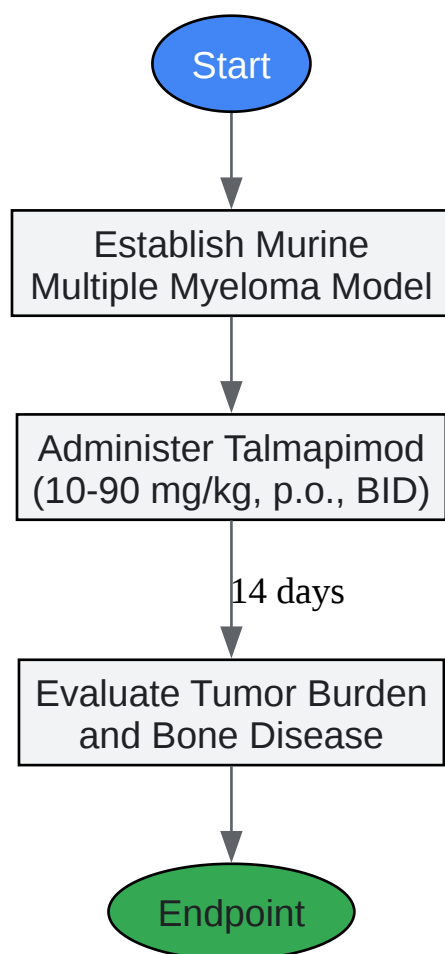 Start
Establish Murine
Multiple Myeloma Model
Administer Talmapimod
(10-90 mg/kg, p.o., BID)
14 days
Evaluate Tumor Burden
and Bone Disease
Endpoint